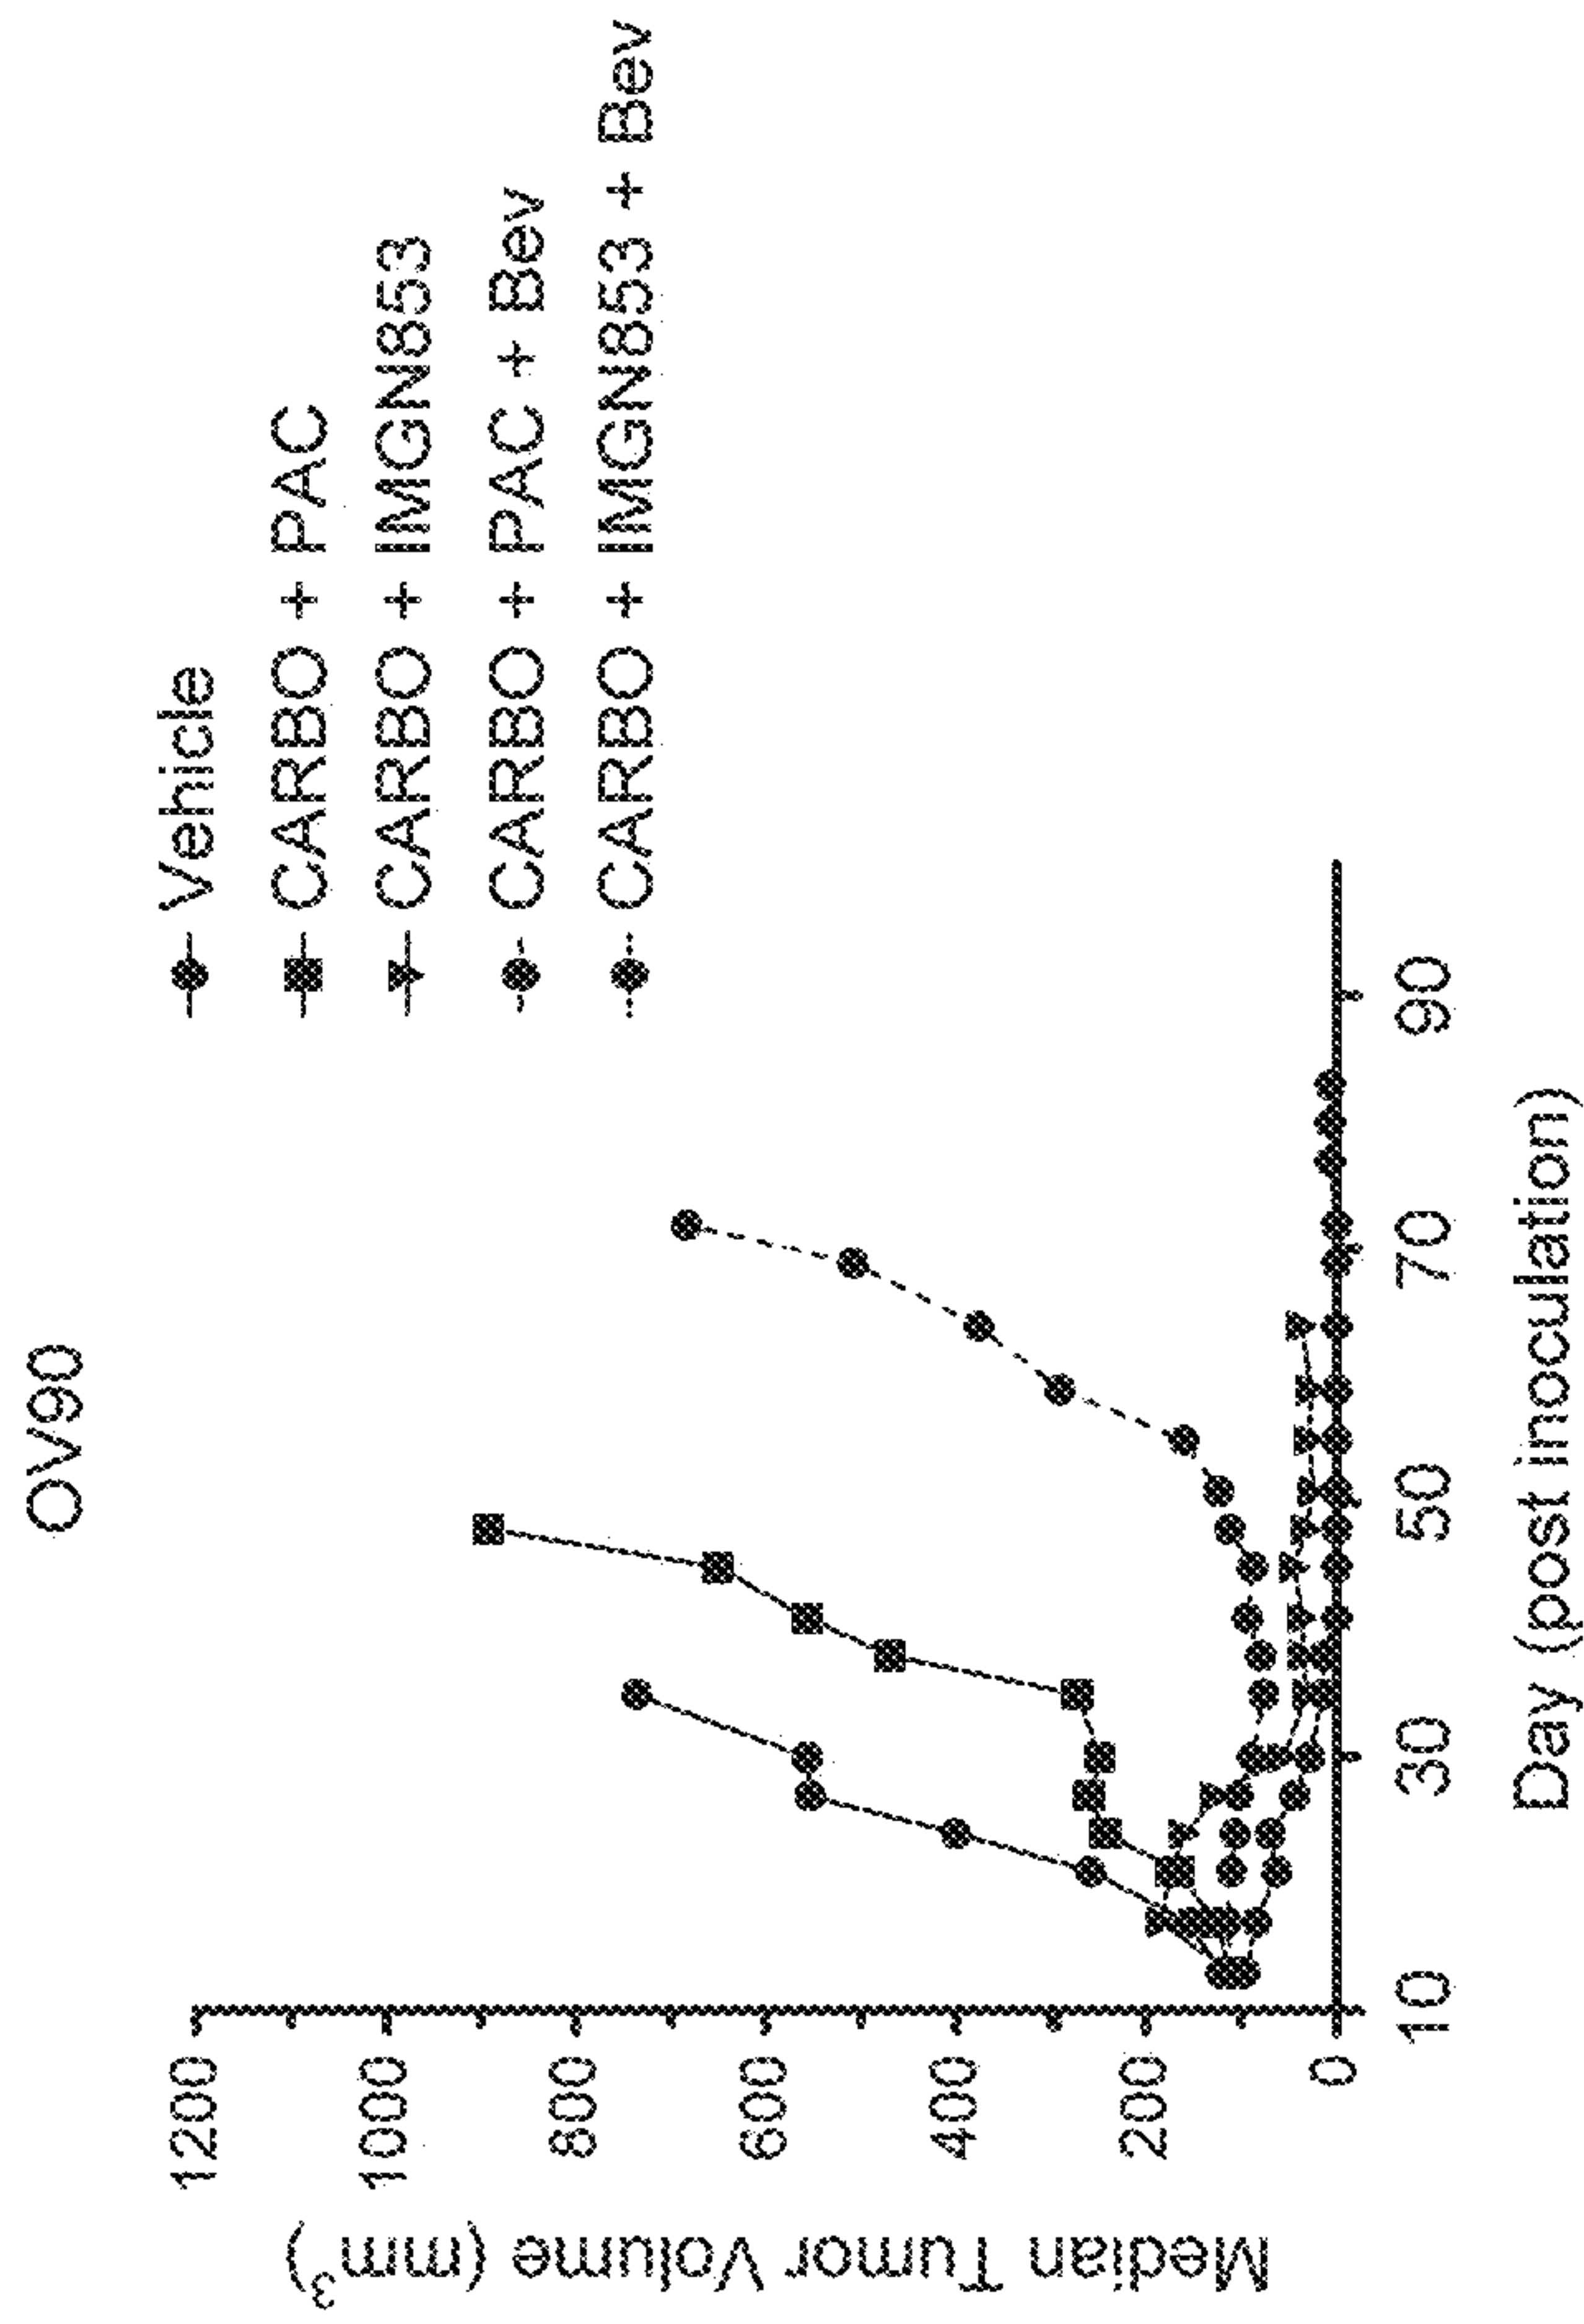 OV90
Vehicle
CARBO + PAC
CARBO + IMGN853
CARBO + PAC + Bev
CARBO + IMGN853 + Bev
Median Tumor Volume (mm³)
1200
1000
800
600
400
200
0
10
30
50
70
90
Day (post inoculation)